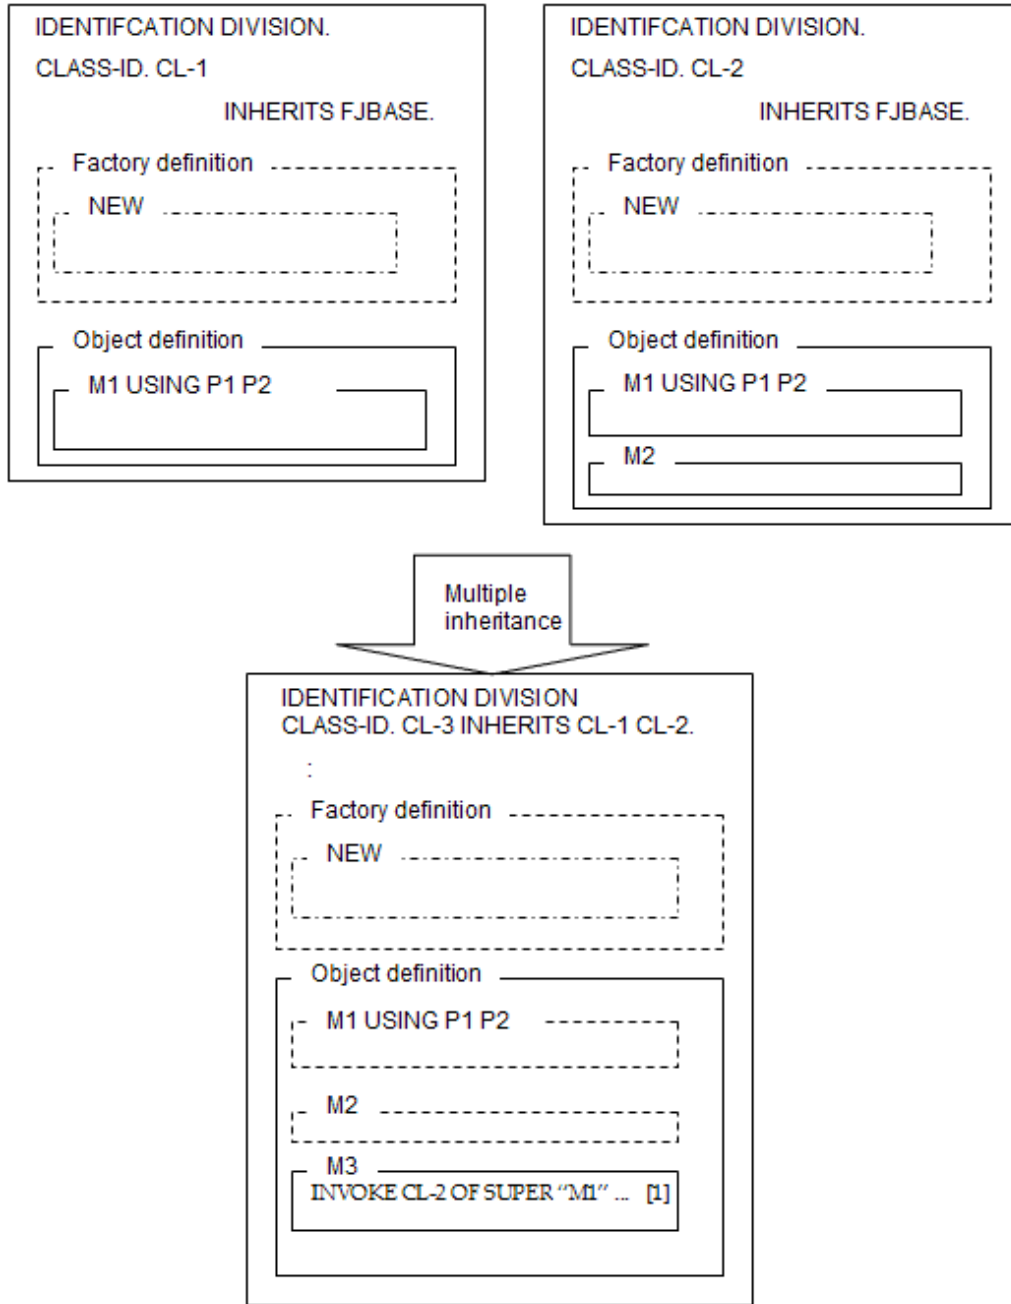 IDENTIFCATION DIVISION.
CLASS-ID. CL-1
INHERITS FJBASE.
Factory definition
NEW
Object definition
M1 USING P1 P2
IDENTIFCATION DIVISION.
CLASS-ID. CL-2
INHERITS FJBASE.
Factory definition
NEW
Object definition
M1 USING P1 P2
M2
Multiple
inheritance
IDENTIFICATION DIVISION
CLASS-ID. CL-3 INHERITS CL-1 CL-2.
:
Factory definition
NEW
Object definition
M1 USING P1 P2
M2
M3
INVOKE CL-2 OF SUPER “M1” ... [1]